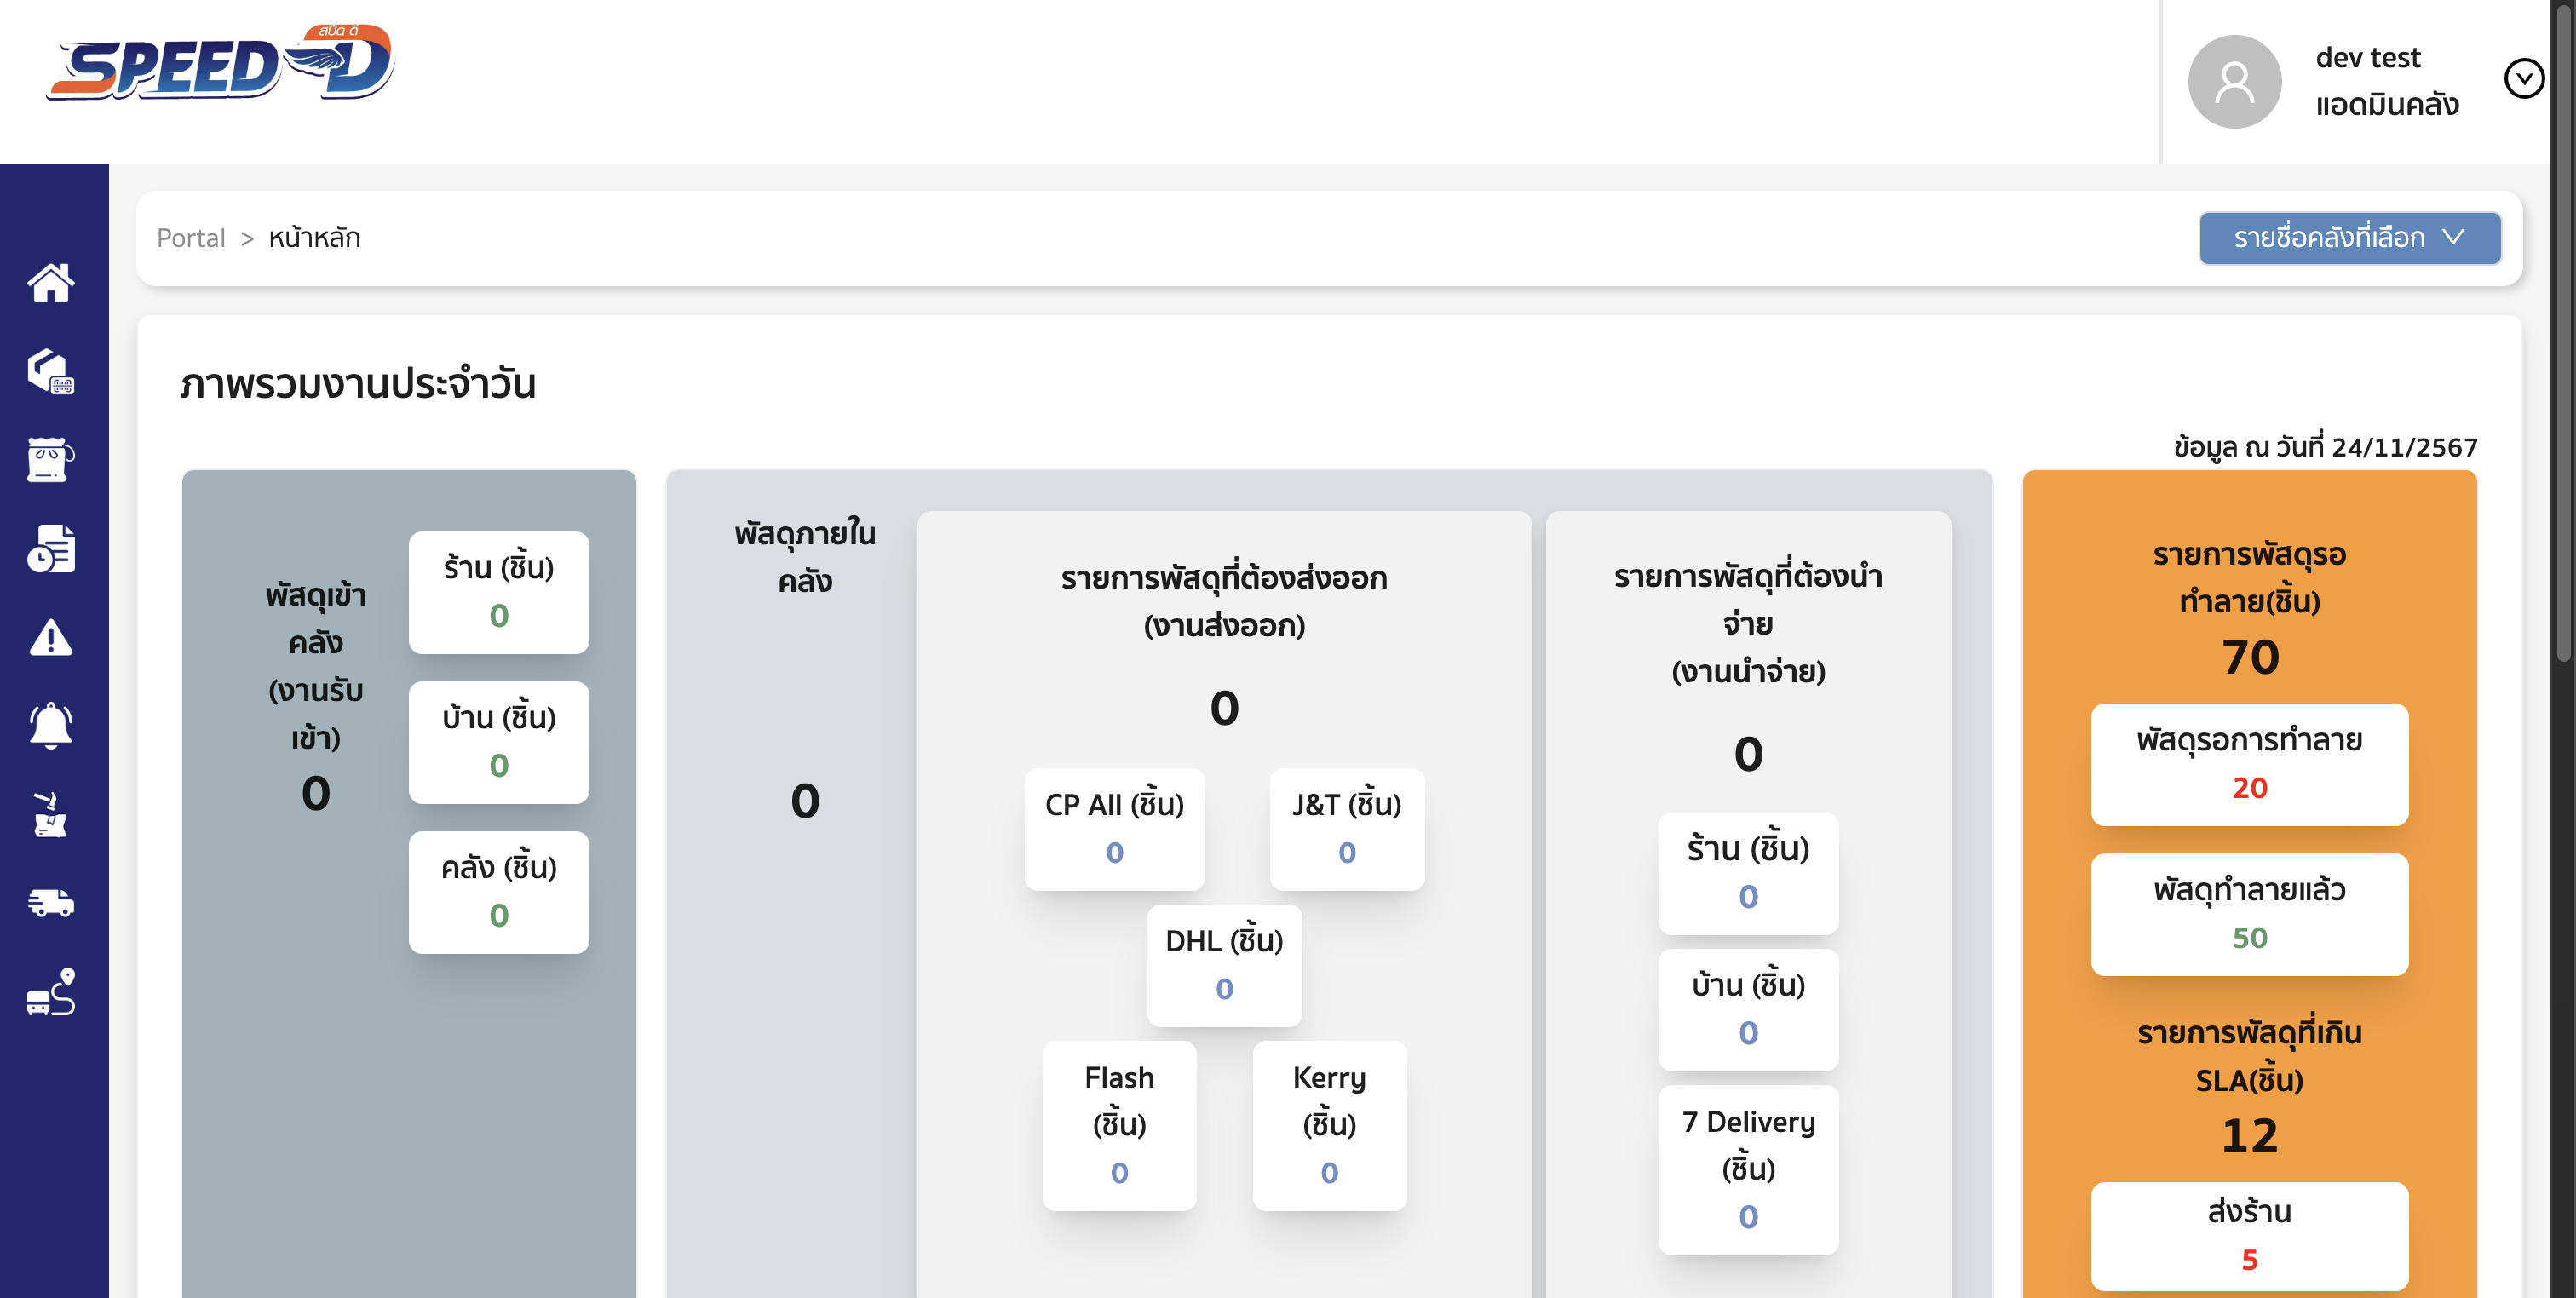 สปีด-ดี
SPEED-D
dev test
แอดมินคลัง
Portal > หน้าหลัก
รายชื่อคลังที่เลือก
ภาพรวมงานประจำวัน
ข้อมูล ณ วันที่ 24/11/2567
พัสดุเข้า
คลัง
(งานรับ
เข้า)
0
ร้าน (ชิ้น)
0
บ้าน (ชิ้น)
0
คลัง (ชิ้น)
0
พัสดุภายใน
คลัง
0
รายการพัสดุที่ต้องส่งออก
(งานส่งออก)
0
CP All (ชิ้น)
0
J&T (ชิ้น)
0
DHL (ชิ้น)
0
Flash
(ชิ้น)
0
Kerry
(ชิ้น)
0
รายการพัสดุที่ต้องนำ
จ่าย
(งานนำจ่าย)
0
ร้าน (ชิ้น)
0
บ้าน (ชิ้น)
0
7 Delivery
(ชิ้น)
0
รายการพัสดุรอ
ทำลาย(ชิ้น)
70
พัสดุรอการทำลาย
20
พัสดุทำลายแล้ว
50
รายการพัสดุที่เกิน
SLA(ชิ้น)
12
ส่งร้าน
5